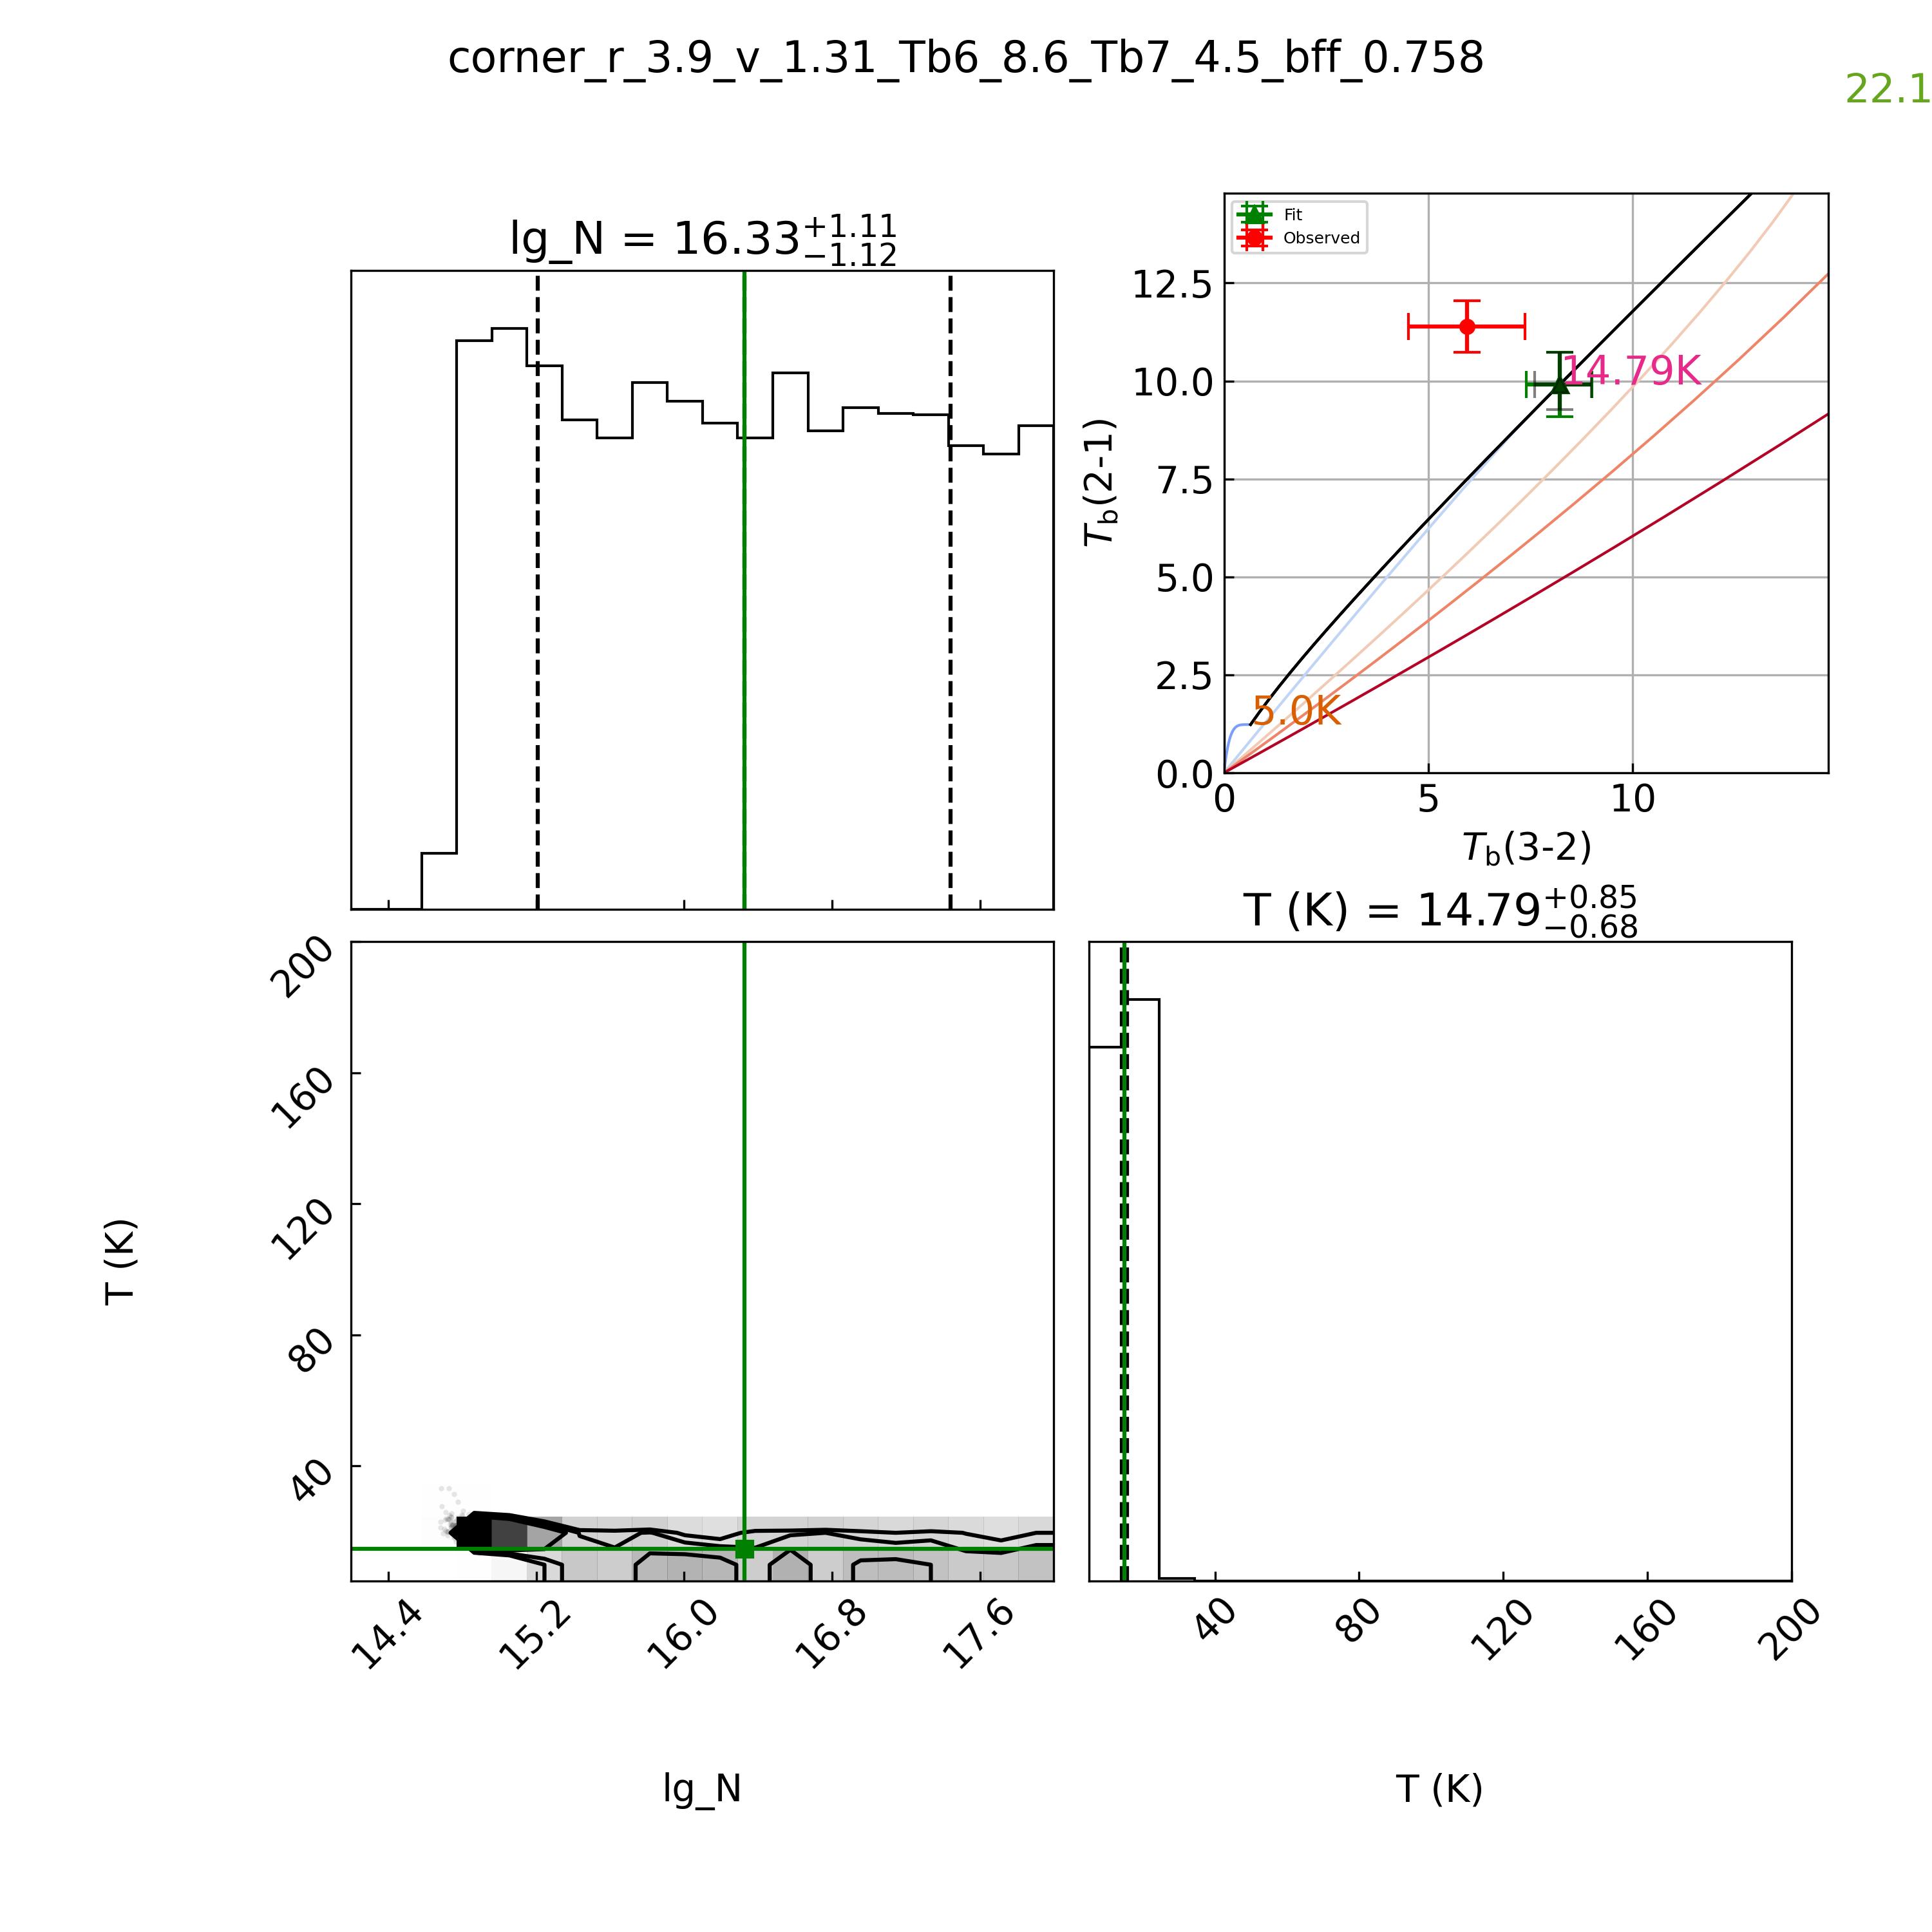 corner_r_3.9_v_1.31_Tb6_8.6_Tb7_4.5_bff_0.758
22.1
lg_N = 16.33+1.11−1.12
Fit
Observed
12.5
10.0
7.5
5.0
2.5
0.0
Tb(2-1)
14.79K
5.0K
0 5 10
Tb(3-2)
T (K) = 14.79+0.85−0.68
200
160
120
80
40
T (K)
14.4 15.2 16.0 16.8 17.6
40 80 120 160 200
lg_N
T (K)